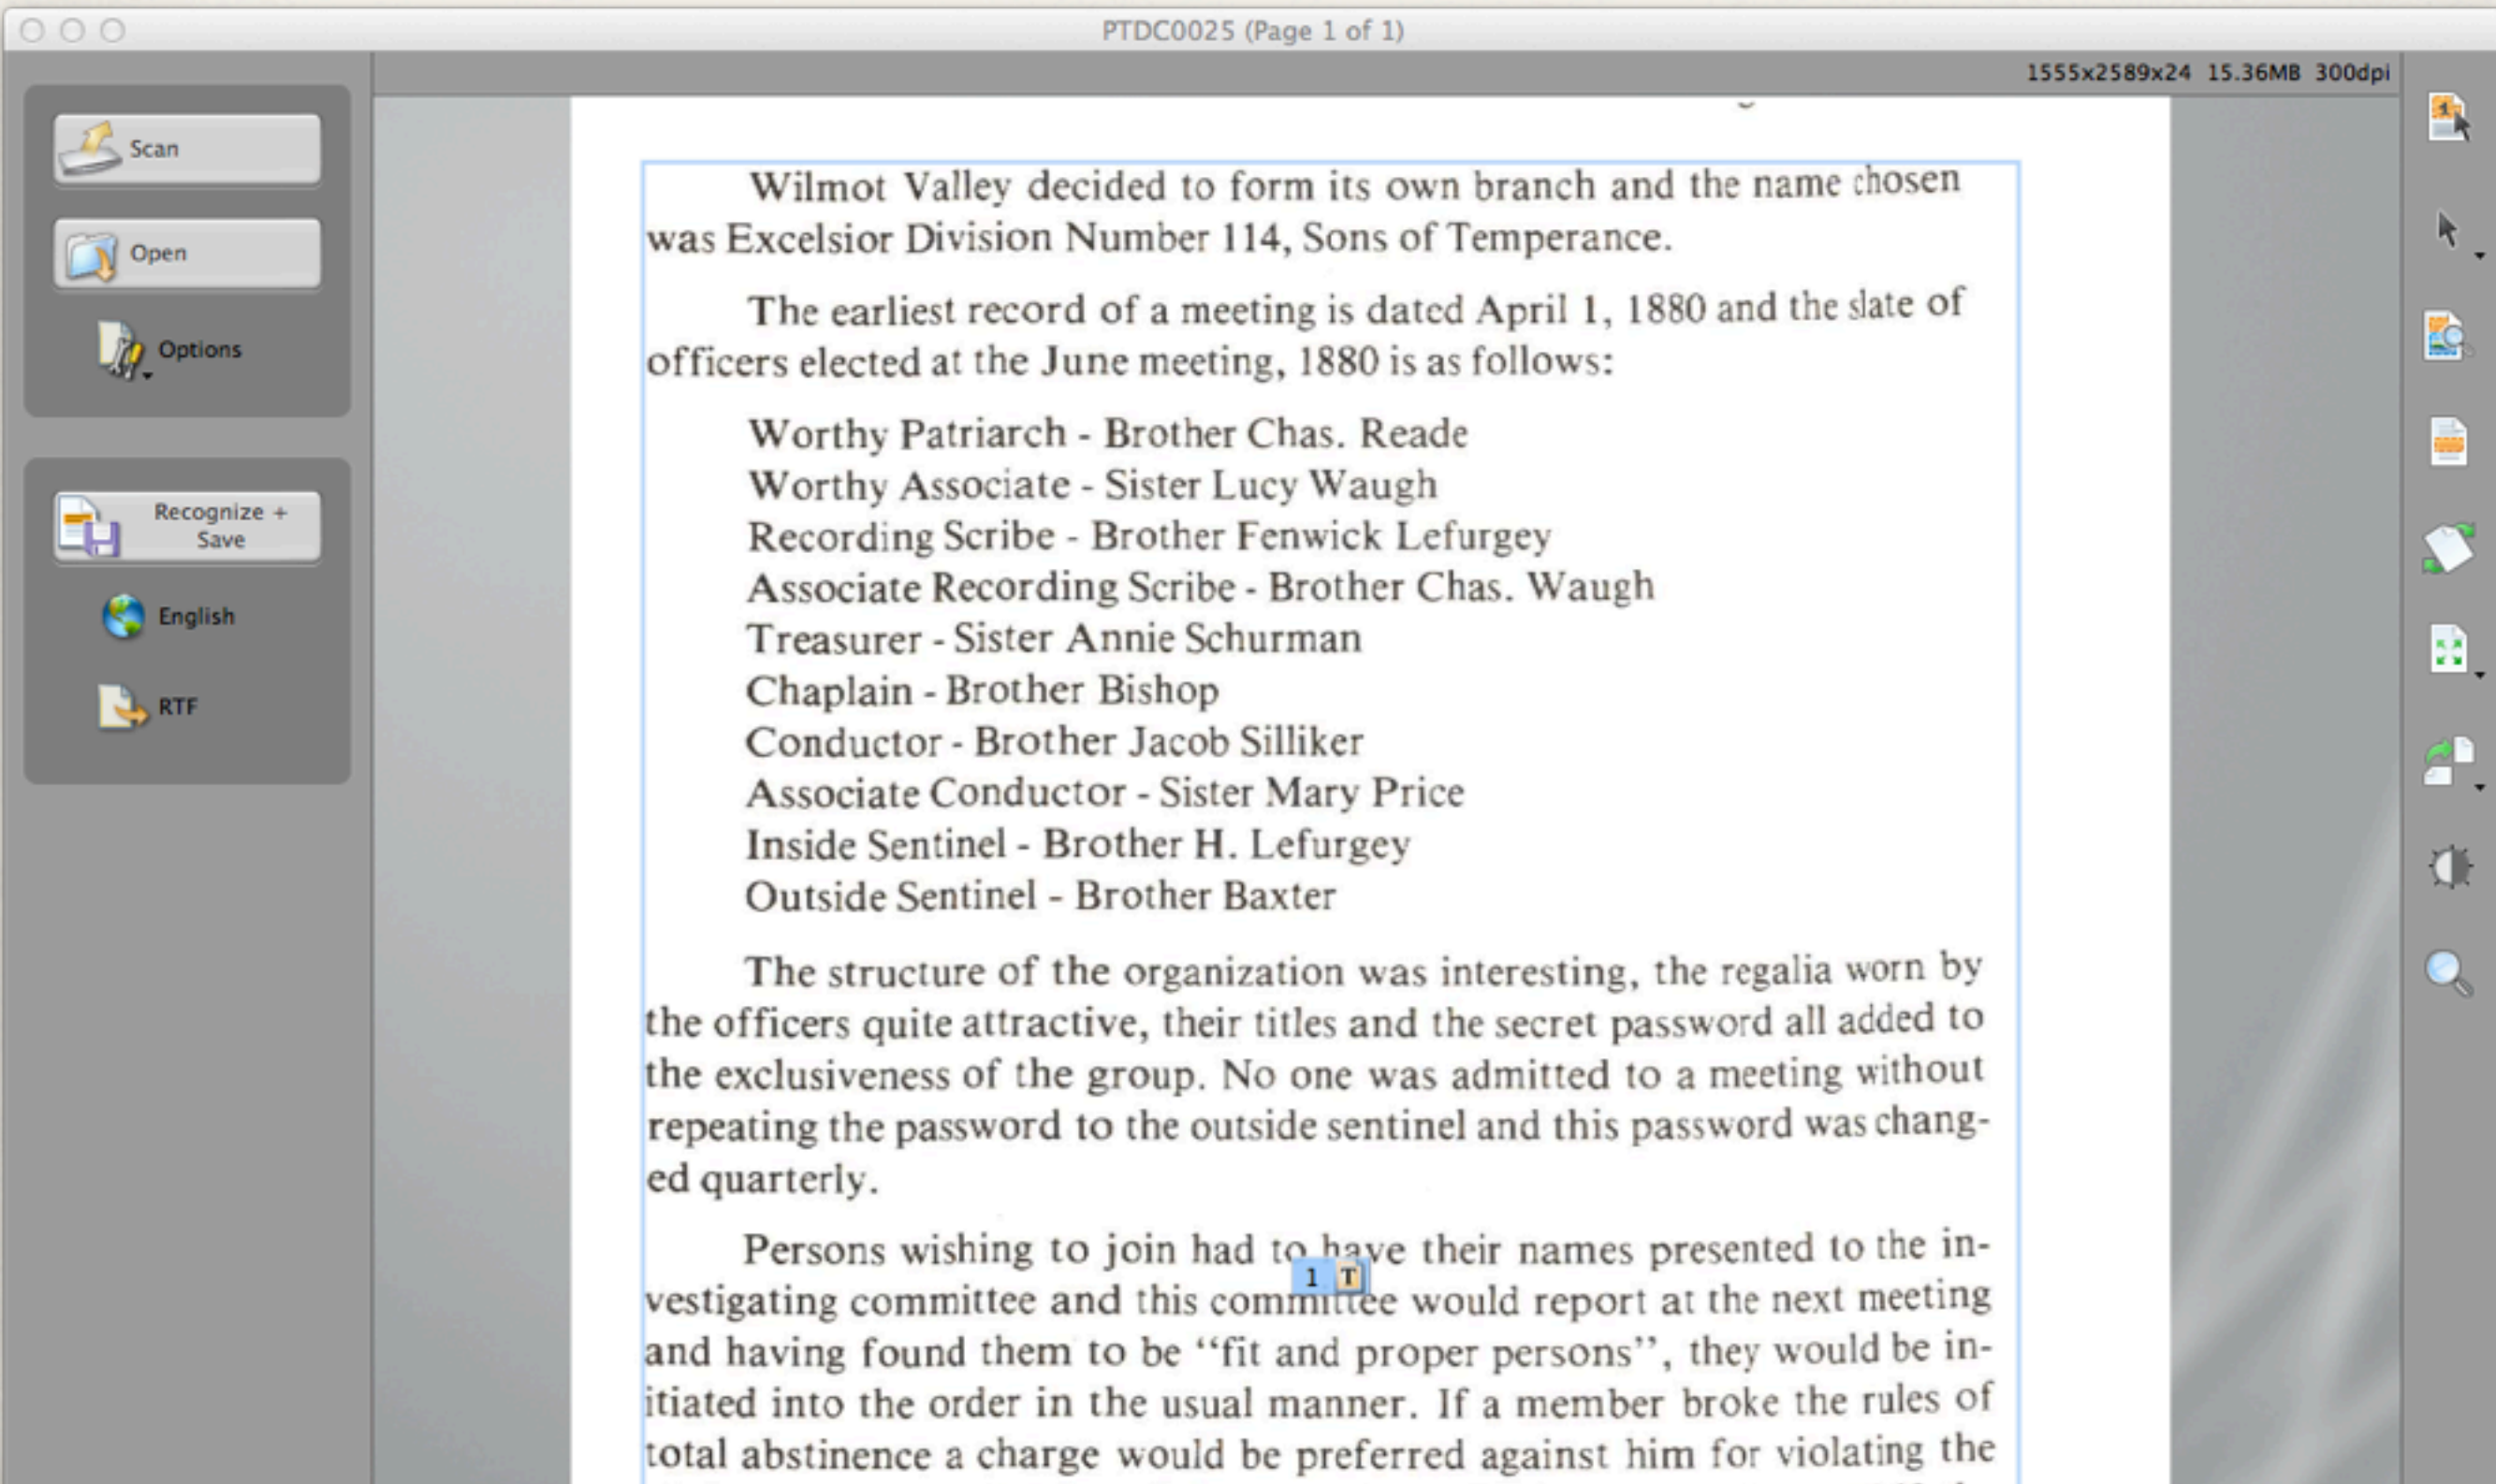 PTDC0025 (Page 1 of 1)
1555x2589x24 15.36MB 300dpi
Scan
Open
Options
Recognize +
Save
English
RTF
Wilmot Valley decided to form its own branch and the name chosen
was Excelsior Division Number 114, Sons of Temperance.
The earliest record of a meeting is dated April 1, 1880 and the slate of
officers elected at the June meeting, 1880 is as follows:
Worthy Patriarch - Brother Chas. Reade
Worthy Associate - Sister Lucy Waugh
Recording Scribe - Brother Fenwick Lefurgey
Associate Recording Scribe - Brother Chas. Waugh
Treasurer - Sister Annie Schurman
Chaplain - Brother Bishop
Conductor - Brother Jacob Silliker
Associate Conductor - Sister Mary Price
Inside Sentinel - Brother H. Lefurgey
Outside Sentinel - Brother Baxter
The structure of the organization was interesting, the regalia worn by
the officers quite attractive, their titles and the secret password all added to
the exclusiveness of the group. No one was admitted to a meeting without
repeating the password to the outside sentinel and this password was chang-
ed quarterly.
Persons wishing to join had to have their names presented to the in-
1 T
vestigating committee and this committee would report at the next meeting
and having found them to be “fit and proper persons”, they would be in-
itiated into the order in the usual manner. If a member broke the rules of
total abstinence a charge would be preferred against him for violating the